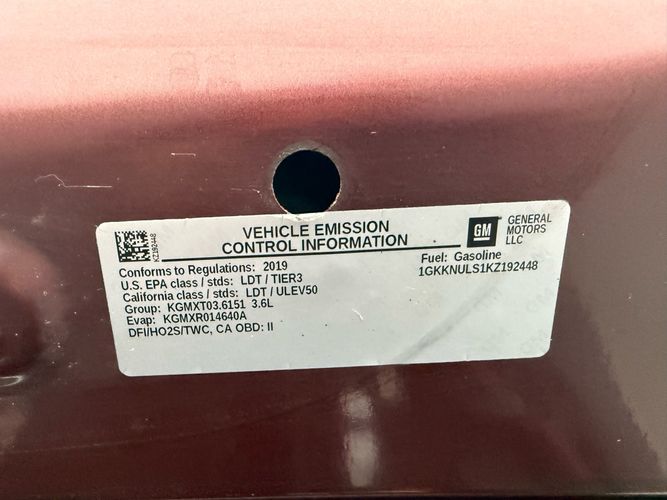 KZ192448
VEHICLE EMISSION
CONTROL INFORMATION
GM
GENERAL
MOTORS
LLC
Conforms to Regulations: 2019
U.S. EPA class / stds: LDT / TIER3
California class / stds: LDT / ULEV50
Group: KGMXT03.6151 3.6L
Evap: KGMXR014640A
DFI/HO2S/TWC, CA OBD: II
Fuel: Gasoline
1GKKNULS1KZ192448